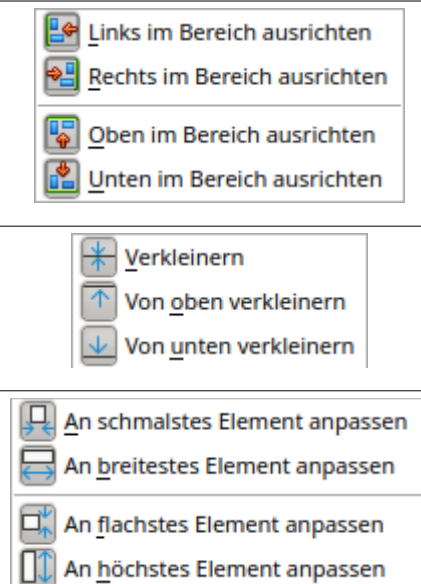 Links im Bereich ausrichten
Rechts im Bereich ausrichten
Oben im Bereich ausrichten
Unten im Bereich ausrichten
Verkleinern
Von oben verkleinern
Von unten verkleinern
An schmalstes Element anpassen
An breitestes Element anpassen
An flachstes Element anpassen
An höchstes Element anpassen